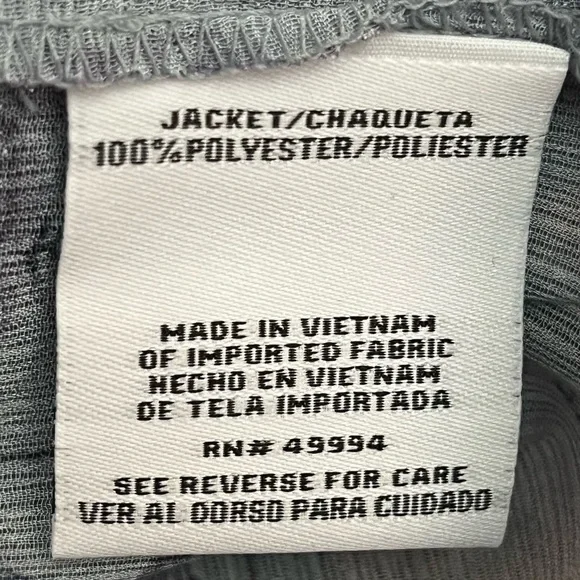 JACKET/CHAQUETA
100%POLYESTER/POLIESTER
MADE IN VIETNAM
OF IMPORTED FABRIC
HECHO EN VIETNAM
DE TELA IMPORTADA
RN# 49994
SEE REVERSE FOR CARE
VER AL DORSO PARA CUIDADO